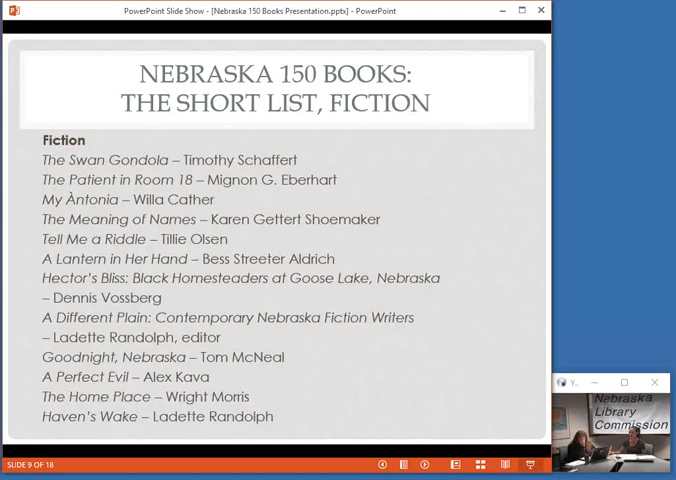 PowerPoint Slide Show - [Nebraska 150 Books Presentation.pptx] - PowerPoint
NEBRASKA 150 BOOKS:
THE SHORT LIST, FICTION
Fiction
The Swan Gondola – Timothy Schaffert
The Patient in Room 18 – Mignon G. Eberhart
My Àntonia – Willa Cather
The Meaning of Names – Karen Gettert Shoemaker
Tell Me a Riddle – Tillie Olsen
A Lantern in Her Hand – Bess Streeter Aldrich
Hector's Bliss: Black Homesteaders at Goose Lake, Nebraska
– Dennis Vossberg
A Different Plain: Contemporary Nebraska Fiction Writers
– Ladette Randolph, editor
Goodnight, Nebraska – Tom McNeal
A Perfect Evil – Alex Kava
The Home Place – Wright Morris
Haven's Wake – Ladette Randolph
SLIDE 9 OF 18
Y...
Nebraska
Library
Commission